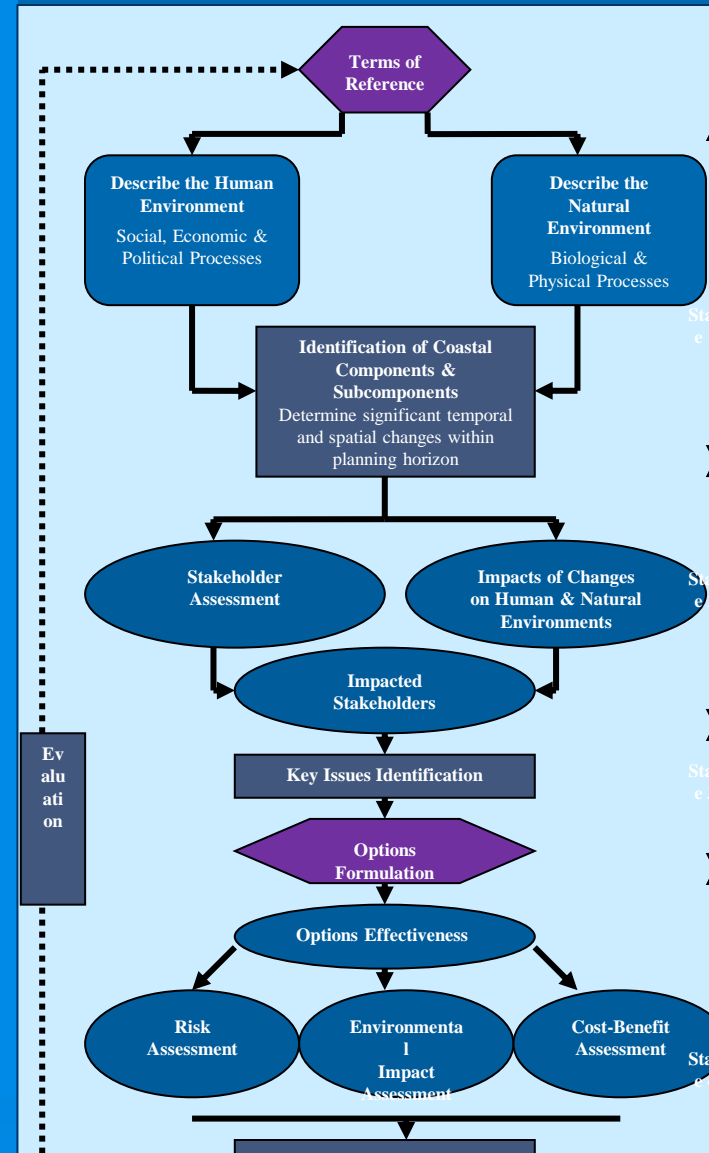 Terms of
Reference
Describe the Human
Environment
Social, Economic &
Political Processes
Describe the
Natural
Environment
Biological &
Physical Processes
Identification of Coastal
Components &
Subcomponents
Determine significant temporal
and spatial changes within
planning horizon
Stakeholder
Assessment
Impacts of Changes
on Human & Natural
Environments
Impacted
Stakeholders
Ev
alu
ati
on
Key Issues Identification
Options
Formulation
Options Effectiveness
Risk
Assessment
Environmenta
l
Impact
Assessment
Cost-Benefit
Assessment